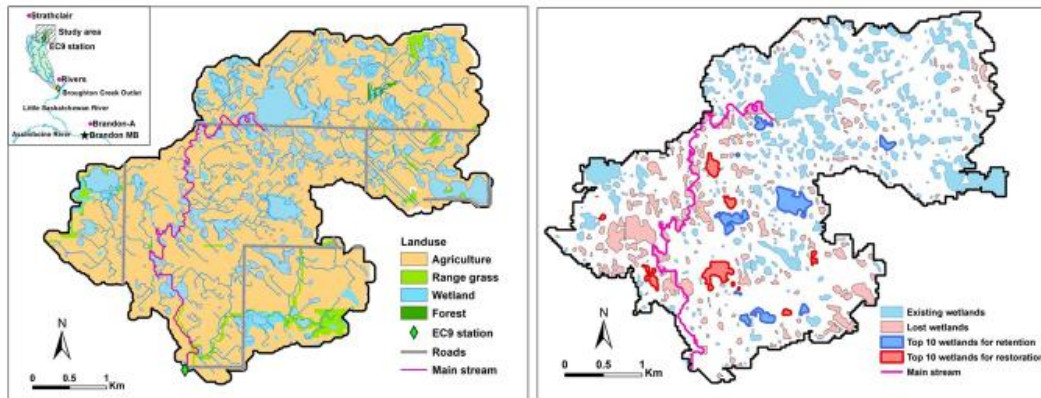 Strathclair
Study area
EC9 station
Rivers
Broughton Creek Outlet
Little Saskatchewan River
Brandon-A
Assiniboine River
Brandon MB
Landuse
Agriculture
Range grass
Wetland
Forest
EC9 station
Roads
Main stream
N
0 0.5 1
Km
Existing wetlands
Lost wetlands
Top 10 wetlands for retention
Top 10 wetlands for restoration
Main stream
N
0 0.5 1
Km